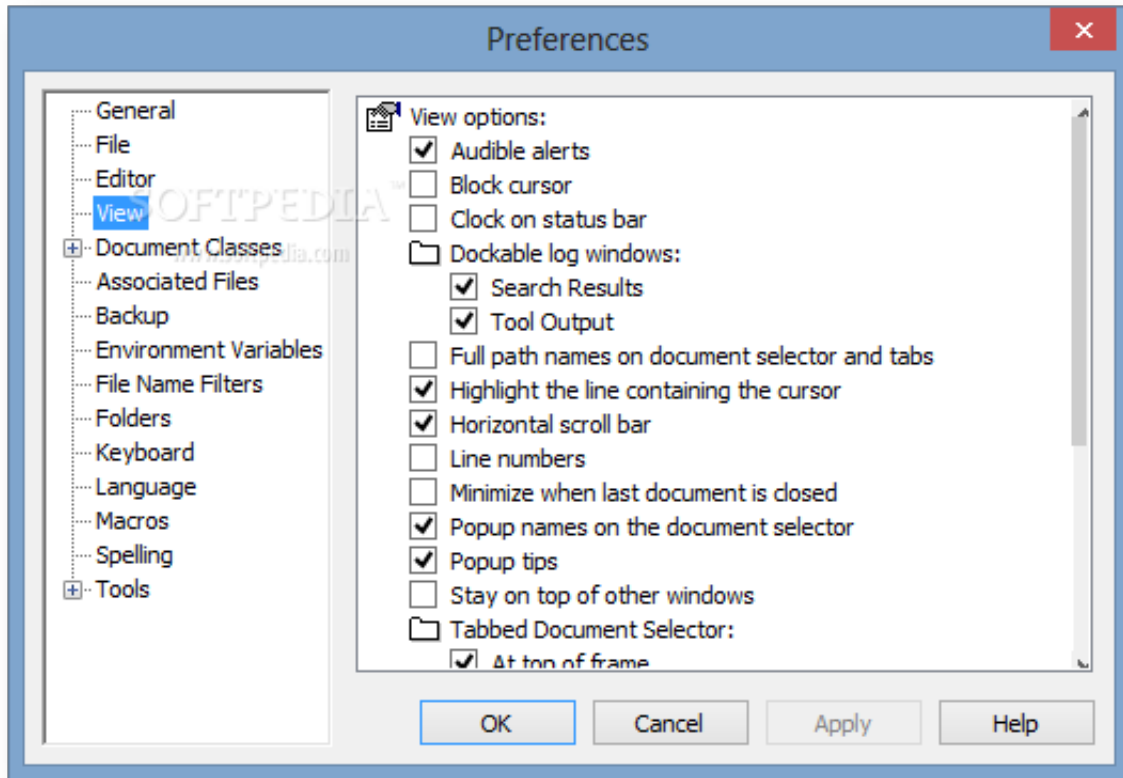 Preferences
General
File
Editor
View
Document Classes
Associated Files
Backup
Environment Variables
File Name Filters
Folders
Keyboard
Language
Macros
Spelling
Tools
SOFTPEDIA™
www.softpedia.com
View options:
Audible alerts
Block cursor
Clock on status bar
Dockable log windows:
Search Results
Tool Output
Full path names on document selector and tabs
Highlight the line containing the cursor
Horizontal scroll bar
Line numbers
Minimize when last document is closed
Popup names on the document selector
Popup tips
Stay on top of other windows
Tabbed Document Selector:
At top of frame
OK
Cancel
Apply
Help